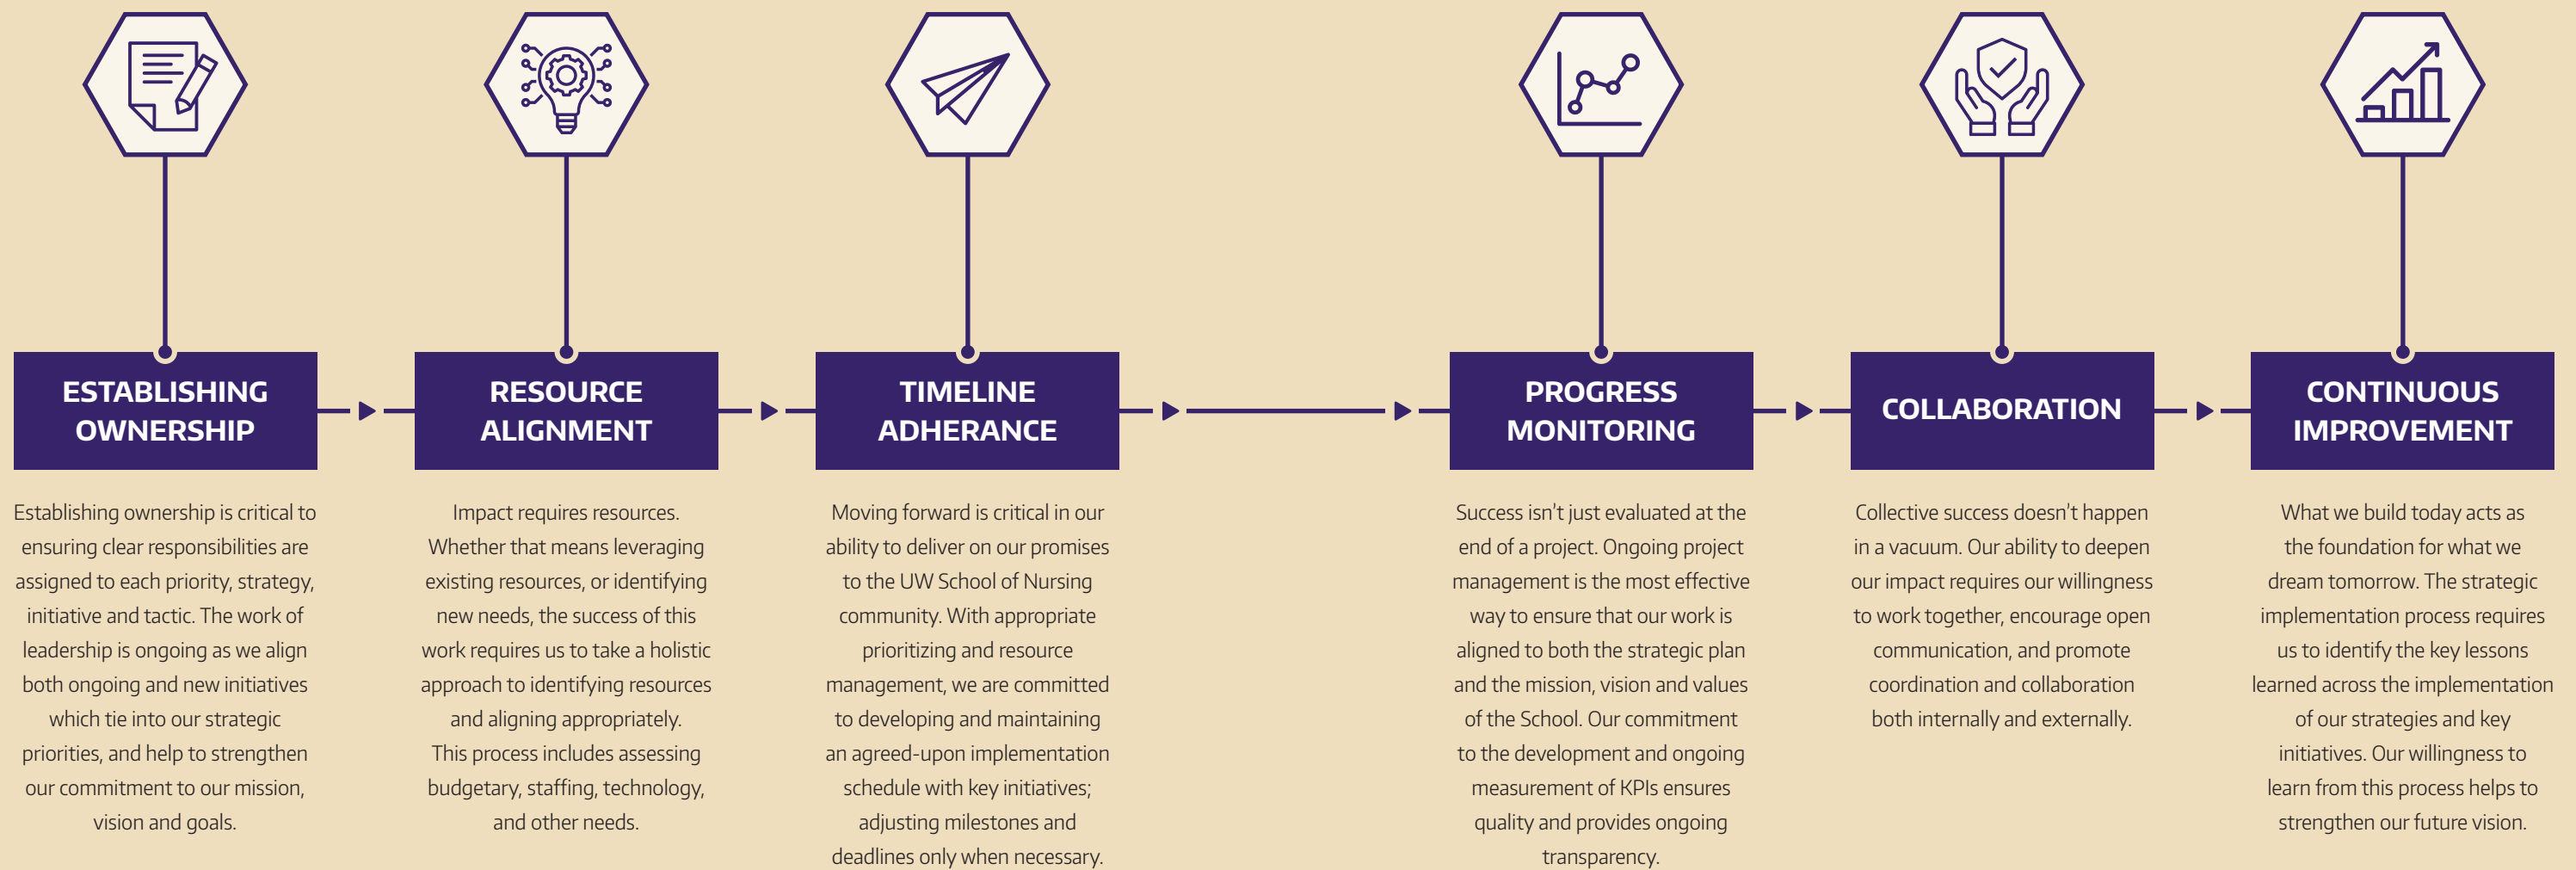 ESTABLISHING
OWNERSHIP
Establishing ownership is critical to
ensuring clear responsibilities are
assigned to each priority, strategy,
initiative and tactic. The work of
leadership is ongoing as we align
both ongoing and new initiatives
which tie into our strategic
priorities, and help to strengthen
our commitment to our mission,
vision and goals.
RESOURCE
ALIGNMENT
Impact requires resources.
Whether that means leveraging
existing resources, or identifying
new needs, the success of this
work requires us to take a holistic
approach to identifying resources
and aligning appropriately.
This process includes assessing
budgetary, staffing, technology,
and other needs.
TIMELINE
ADHERANCE
Moving forward is critical in our
ability to deliver on our promises
to the UW School of Nursing
community. With appropriate
prioritizing and resource
management, we are committed
to developing and maintaining
an agreed-upon implementation
schedule with key initiatives;
adjusting milestones and
deadlines only when necessary.
PROGRESS
MONITORING
Success isn't just evaluated at the
end of a project. Ongoing project
management is the most effective
way to ensure that our work is
aligned to both the strategic plan
and the mission, vision and values
of the School. Our commitment
to the development and ongoing
measurement of KPIs ensures
quality and provides ongoing
transparency.
COLLABORATION
Collective success doesn't happen
in a vacuum. Our ability to deepen
our impact requires our willingness
to work together, encourage open
communication, and promote
coordination and collaboration
both internally and externally.
CONTINUOUS
IMPROVEMENT
What we build today acts as
the foundation for what we
dream tomorrow. The strategic
implementation process requires
us to identify the key lessons
learned across the implementation
of our strategies and key
initiatives. Our willingness to
learn from this process helps to
strengthen our future vision.